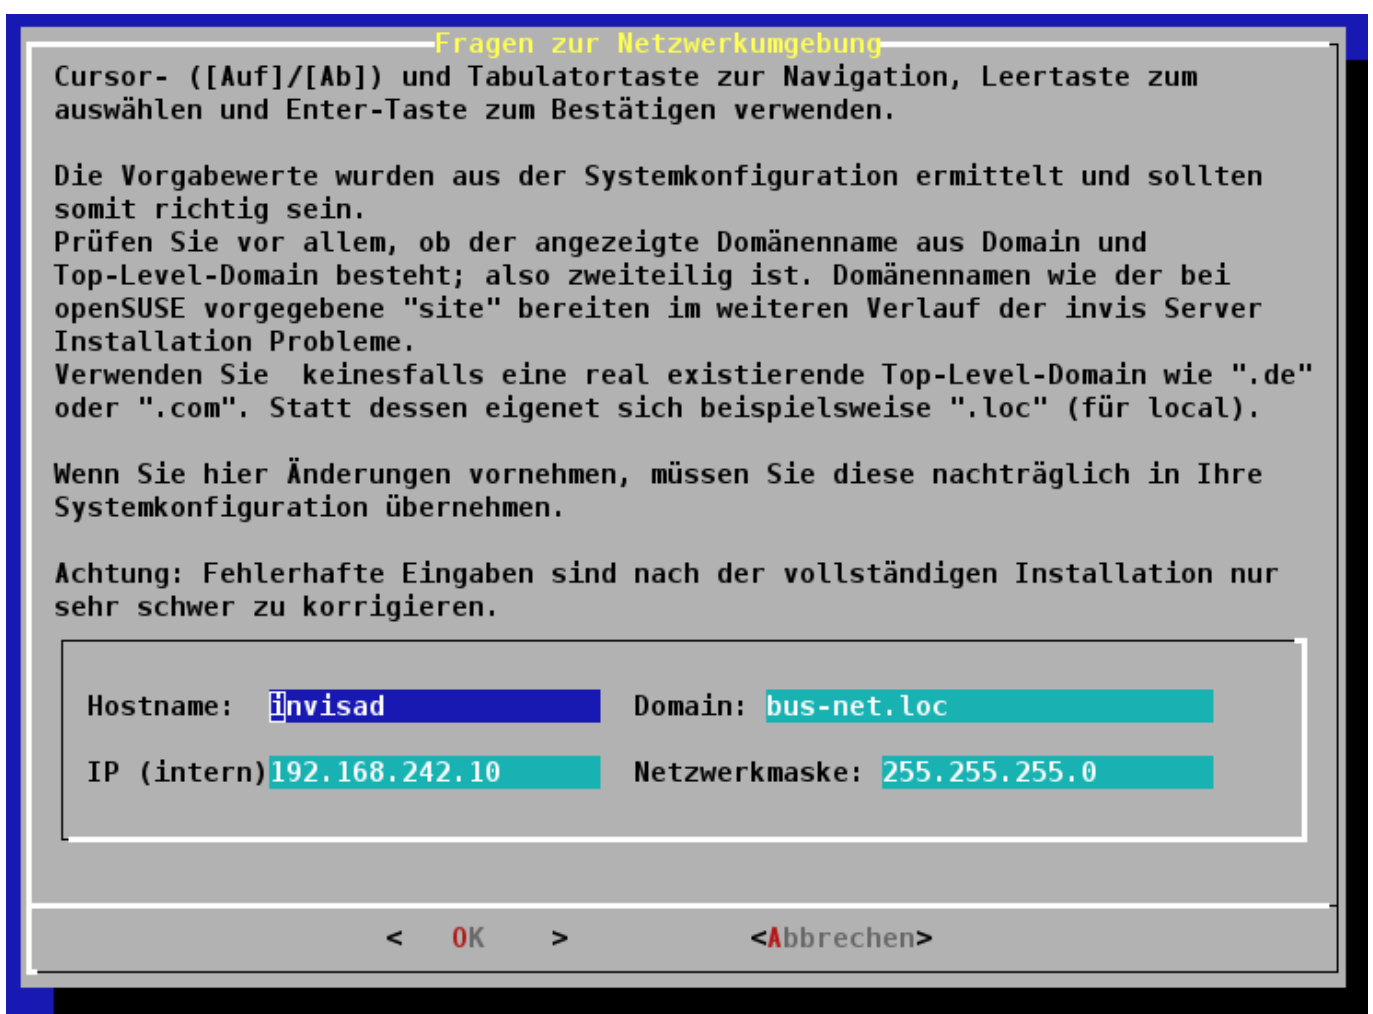 Fragen zur Netzwerkumgebung
Cursor- ([Auf]/[Ab]) und Tabulatortaste zur Navigation, Leertaste zum
auswählen und Enter-Taste zum Bestätigen verwenden.
Die Vorgabewerte wurden aus der Systemkonfiguration ermittelt und sollten
somit richtig sein.
Prüfen Sie vor allem, ob der angezeigte Domänenname aus Domain und
Top-Level-Domain besteht; also zweiteilig ist. Domänennamen wie der bei
openSUSE vorgegebene "site" bereiten im weiteren Verlauf der invis Server
Installation Probleme.
Verwenden Sie  keinesfalls eine real existierende Top-Level-Domain wie ".de"
oder ".com". Statt dessen eigenet sich beispielsweise ".loc" (für local).
Wenn Sie hier Änderungen vornehmen, müssen Sie diese nachträglich in Ihre
Systemkonfiguration übernehmen.
Achtung: Fehlerhafte Eingaben sind nach der vollständigen Installation nur
sehr schwer zu korrigieren.
Hostname: invisad Domain: bus-net.loc
IP (intern) 192.168.242.10 Netzwerkmaske: 255.255.255.0
<   OK    > <Abbrechen>